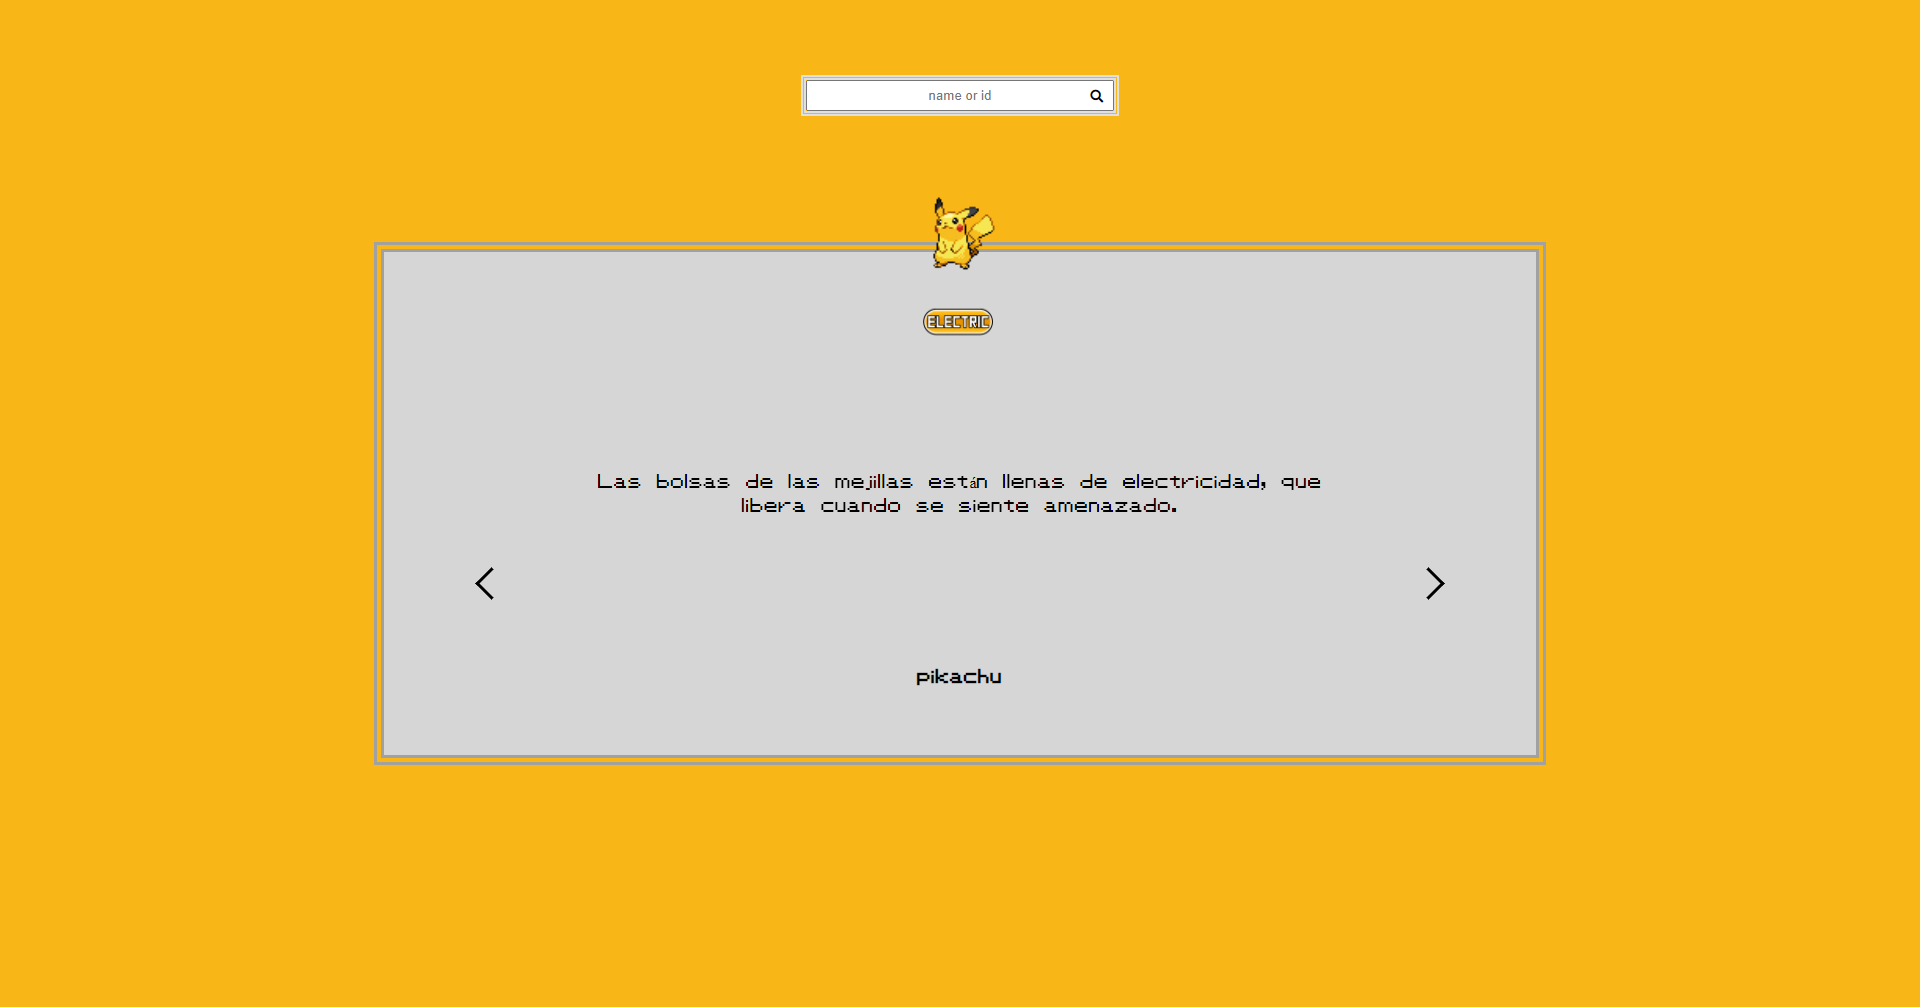 name or id
ELECTRIC
Las bolsas de las mejillas están llenas de electricidad, que
libera cuando se siente amenazado.
pikachu